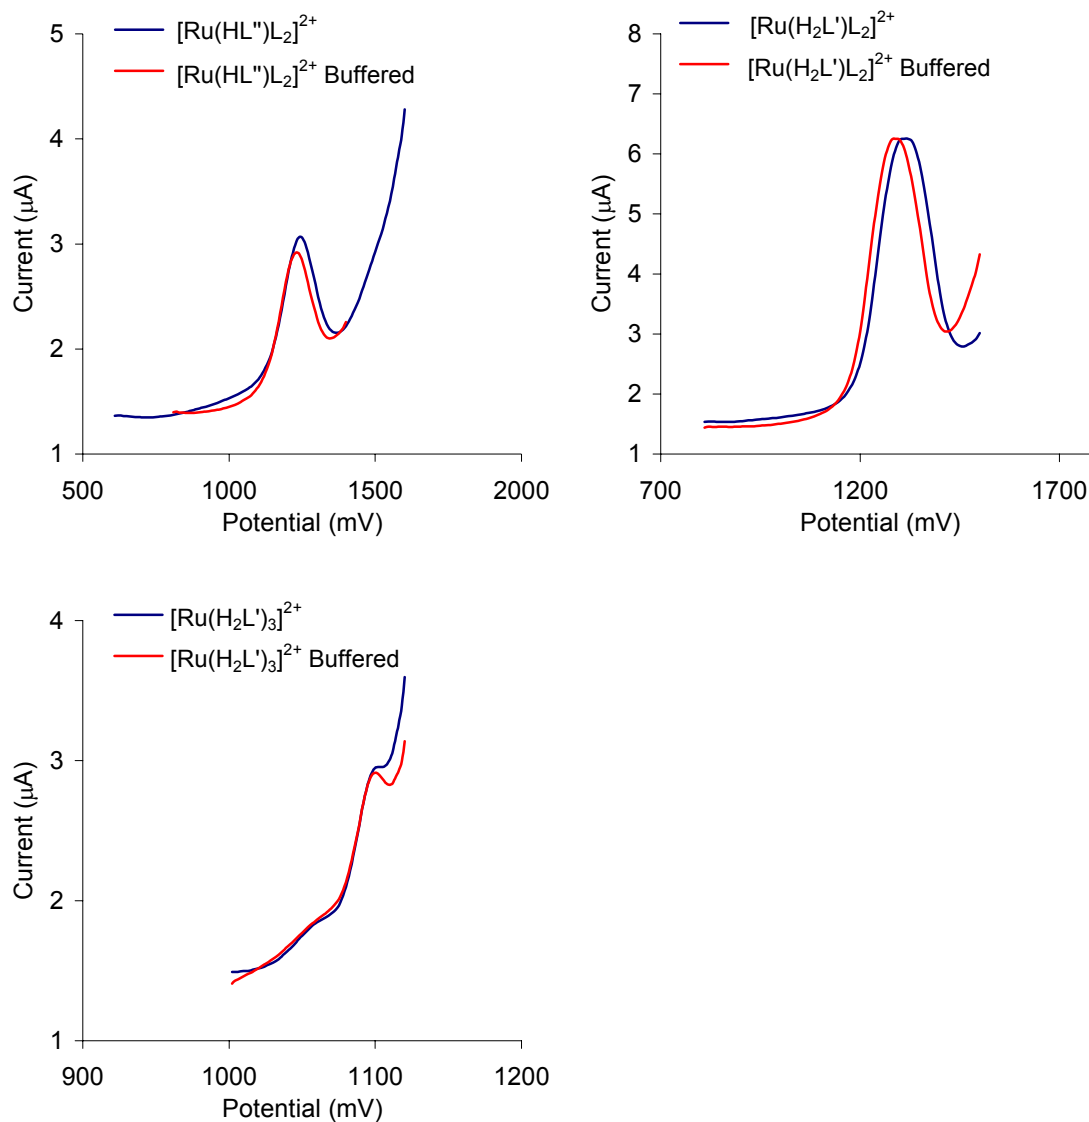 [Ru(HL")L₂]²⁺
[Ru(HL")L₂]²⁺ Buffered
5
4
3
2
1
Current (μA)
500 1000 1500 2000
Potential (mV)
[Ru(H₂L')L₂]²⁺
[Ru(H₂L')L₂]²⁺ Buffered
8
7
6
5
4
3
2
1
Current (μA)
700 1200 1700
Potential (mV)
[Ru(H₂L')₃]²⁺
[Ru(H₂L')₃]²⁺ Buffered
4
3
2
1
Current (μA)
900 1000 1100 1200
Potential (mV)